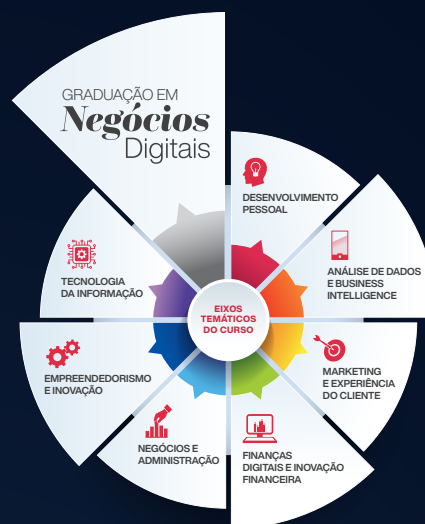 GRADUAÇÃO EM
Negócios
Digitais
DESENVOLVIMENTO
PESSOAL
ANÁLISE DE DADOS
E BUSINESS
INTELLIGENCE
MARKETING
E EXPERIÊNCIA
DO CLIENTE
FINANÇAS
DIGITAIS E INOVAÇÃO
FINANCEIRA
NEGÓCIOS E
ADMINISTRAÇÃO
EMPREENDEDORISMO
E INOVAÇÃO
TECNOLOGIA
DA INFORMAÇÃO
EIXOS
TEMÁTICOS
DO CURSO